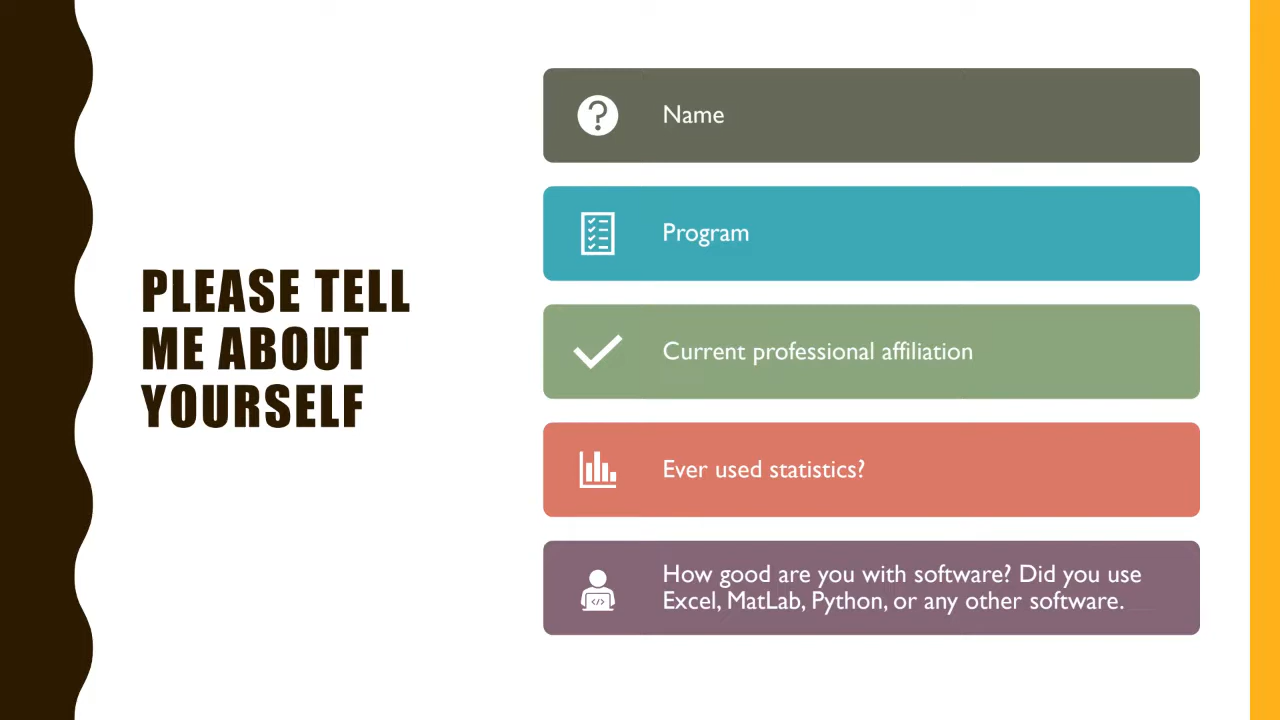 PLEASE TELL
ME ABOUT
YOURSELF
Name
Program
Current professional affiliation
Ever used statistics?
How good are you with software? Did you use
Excel, MatLab, Python, or any other software.